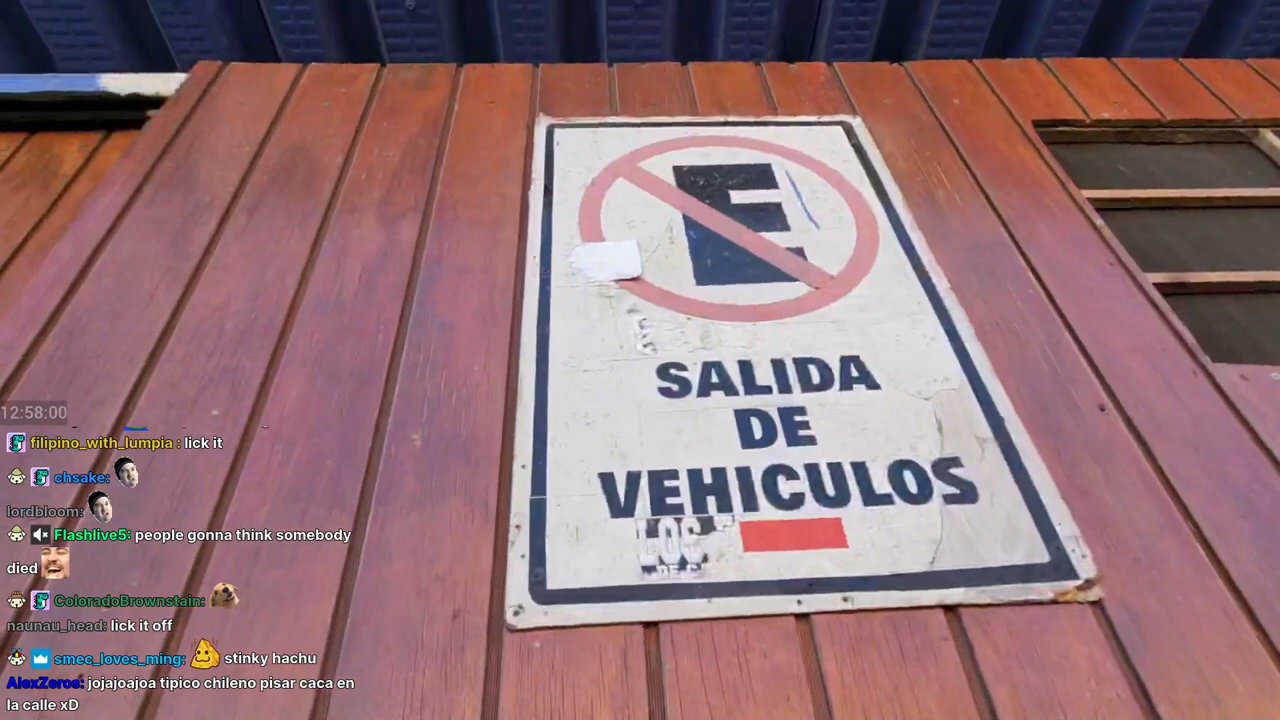 E
SALIDA
DE
VEHICULOS
LOS
12:58:00
filipino_with_lumpia : lick it
chsake:
lordbloom:
Flashlive5: people gonna think somebody
died
ColoradoBrownstain:
naunau_head: lick it off
smec_loves_ming: stinky hachu
AlexZeros: jojajoajoa tipico chileno pisar caca en
la calle xD